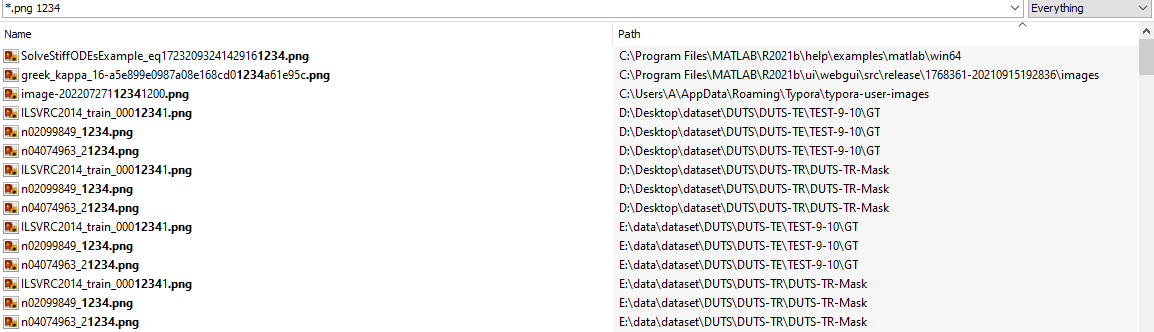 *.png 1234 Everything
Name Path
SolveStiffODEsExample_eq17232093241429161234.png C:\Program Files\MATLAB\R2021b\help\examples\matlab\win64
greek_kappa_16-a5e899e0987a08e168cd01234a61e95c.png C:\Program Files\MATLAB\R2021b\ui\webgui\src\release\1768361-20210915192836\images
image-20220727112341200.png C:\Users\A\AppData\Roaming\Typora\typora-user-images
ILSVRC2014_train_00012341.png D:\Desktop\dataset\DUTS\DUTS-TE\TEST-9-10\GT
n02099849_1234.png D:\Desktop\dataset\DUTS\DUTS-TE\TEST-9-10\GT
n04074963_21234.png D:\Desktop\dataset\DUTS\DUTS-TE\TEST-9-10\GT
ILSVRC2014_train_00012341.png D:\Desktop\dataset\DUTS\DUTS-TR\DUTS-TR-Mask
n02099849_1234.png D:\Desktop\dataset\DUTS\DUTS-TR\DUTS-TR-Mask
n04074963_21234.png D:\Desktop\dataset\DUTS\DUTS-TR\DUTS-TR-Mask
ILSVRC2014_train_00012341.png E:\data\dataset\DUTS\DUTS-TE\TEST-9-10\GT
n02099849_1234.png E:\data\dataset\DUTS\DUTS-TE\TEST-9-10\GT
n04074963_21234.png E:\data\dataset\DUTS\DUTS-TE\TEST-9-10\GT
ILSVRC2014_train_00012341.png E:\data\dataset\DUTS\DUTS-TR\DUTS-TR-Mask
n02099849_1234.png E:\data\dataset\DUTS\DUTS-TR\DUTS-TR-Mask
n04074963_21234.png E:\data\dataset\DUTS\DUTS-TR\DUTS-TR-Mask